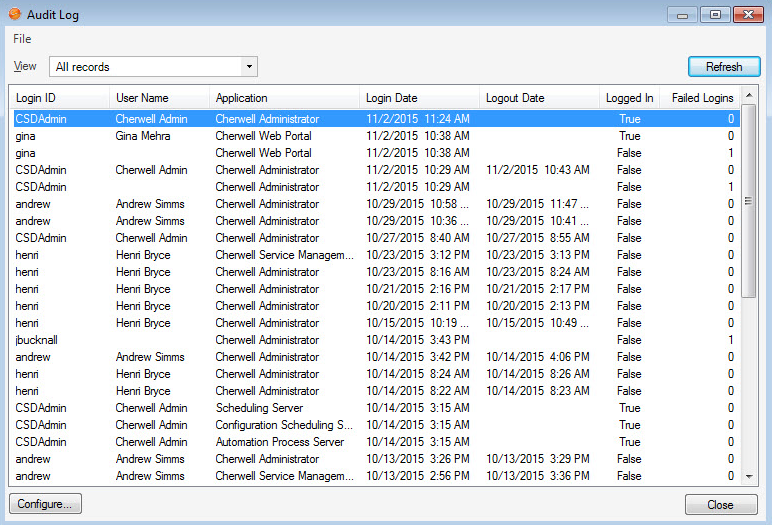 Audit Log
File
View All records Refresh
Login ID User Name Application Login Date Logout Date Logged In Failed Logins
CSDAdmin Cherwell Admin Cherwell Administrator 11/2/2015 11:24 AM True 0
gina Gina Mehra Cherwell Web Portal 11/2/2015 10:38 AM True 0
gina Cherwell Web Portal 11/2/2015 10:38 AM False 1
CSDAdmin Cherwell Admin Cherwell Administrator 11/2/2015 10:29 AM 11/2/2015 10:43 AM False 0
CSDAdmin Cherwell Administrator 11/2/2015 10:29 AM False 1
andrew Andrew Simms Cherwell Administrator 10/29/2015 10:58 ... 10/29/2015 11:47 ... False 0
andrew Andrew Simms Cherwell Administrator 10/29/2015 10:36 ... 10/29/2015 10:41 ... False 0
CSDAdmin Cherwell Admin Cherwell Administrator 10/27/2015 8:40 AM 10/27/2015 8:55 AM False 0
henri Henri Bryce Cherwell Service Managem... 10/23/2015 3:12 PM 10/23/2015 3:13 PM False 0
henri Henri Bryce Cherwell Administrator 10/23/2015 8:16 AM 10/23/2015 8:24 AM False 0
henri Henri Bryce Cherwell Administrator 10/21/2015 2:16 PM 10/21/2015 2:17 PM False 0
henri Henri Bryce Cherwell Administrator 10/20/2015 2:11 PM 10/20/2015 2:13 PM False 0
henri Henri Bryce Cherwell Administrator 10/15/2015 10:19 ... 10/15/2015 10:49 ... False 0
jbucknall Cherwell Administrator 10/14/2015 3:43 PM False 1
andrew Andrew Simms Cherwell Administrator 10/14/2015 3:42 PM 10/14/2015 4:06 PM False 0
henri Henri Bryce Cherwell Administrator 10/14/2015 8:24 AM 10/14/2015 8:26 AM False 0
henri Henri Bryce Cherwell Administrator 10/14/2015 8:22 AM 10/14/2015 8:23 AM False 0
CSDAdmin Cherwell Admin Scheduling Server 10/14/2015 3:15 AM True 0
CSDAdmin Cherwell Admin Configuration Scheduling S... 10/14/2015 3:15 AM True 0
CSDAdmin Cherwell Admin Automation Process Server 10/14/2015 3:15 AM True 0
andrew Andrew Simms Cherwell Administrator 10/13/2015 3:26 PM 10/13/2015 3:29 PM False 0
andrew Andrew Simms Cherwell Service Managem... 10/13/2015 2:56 PM 10/13/2015 3:36 PM False 0
Configure... Close